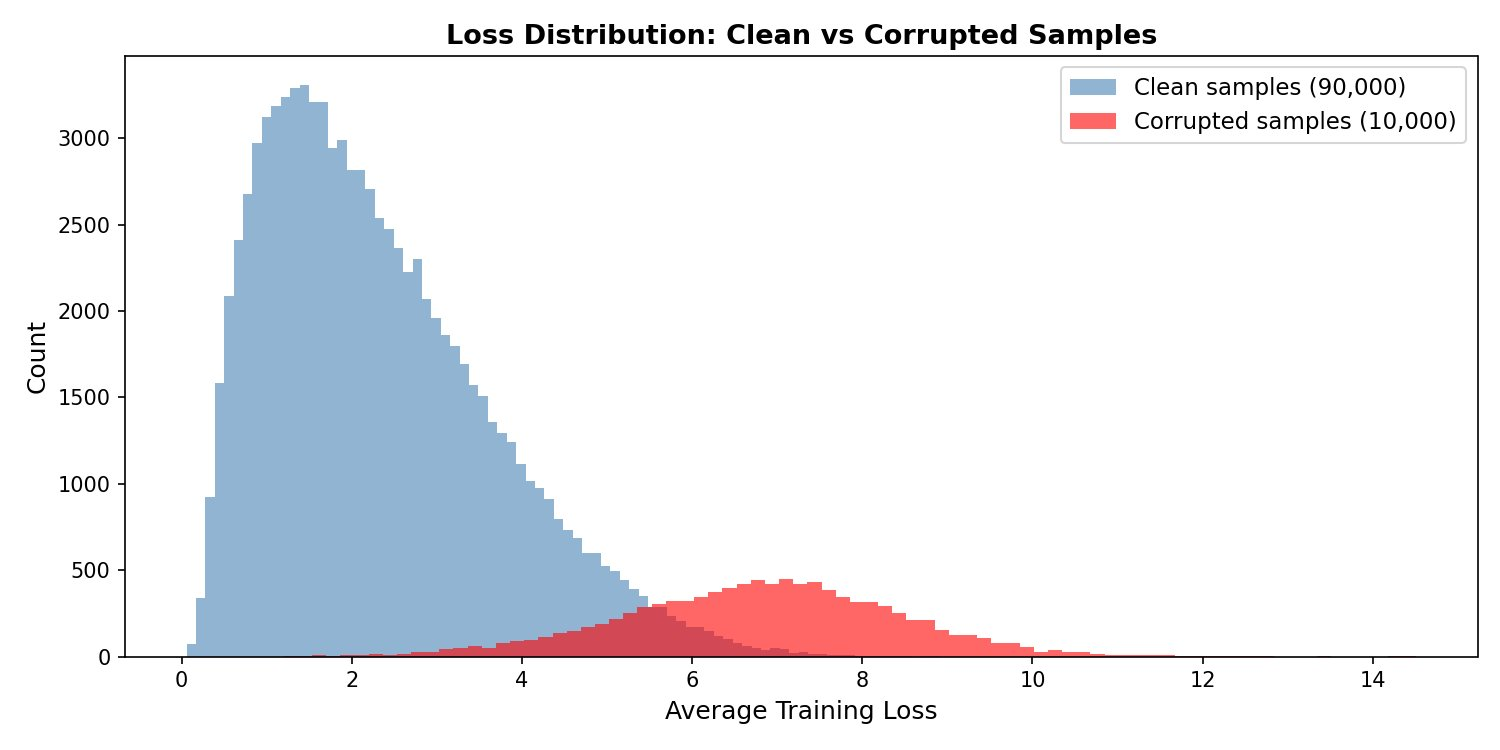 Loss Distribution: Clean vs Corrupted Samples
Clean samples (90,000)
Corrupted samples (10,000)
3000
2500
2000
1500
1000
500
0
Count
0 2 4 6 8 10 12 14
Average Training Loss